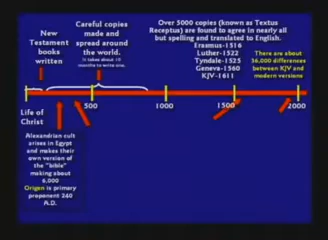 New
Testament
books
written
Careful copies
made and
spread around
the world.
It takes about 10
months to write one.
Over 5000 copies (known as Textus
Receptus) are found to agree in nearly all
but spelling and translated to English.
Erasmus-1516
Luther-1522
Tyndale-1525
Geneva-1560
KJV-1611
There are about
36,000 differences
between KJV and
modern versions
500
1000
1500
2000
Life of
Christ
Alexandrian cult
arises in Egypt
and makes their
own version of
the "bible"
making about
6,000
Origen is primary
proponent 240
A.D.